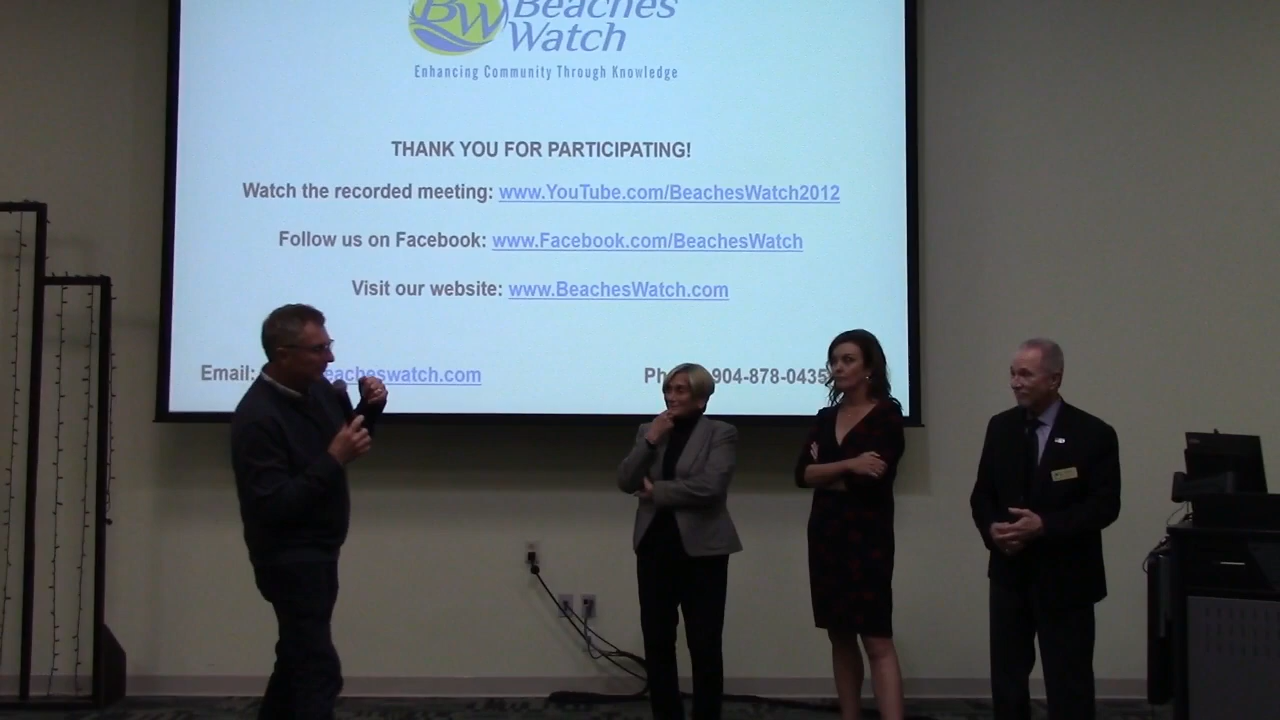 BW Beaches
Watch
Enhancing Community Through Knowledge
THANK YOU FOR PARTICIPATING!
Watch the recorded meeting: www.YouTube.com/BeachesWatch2012
Follow us on Facebook: www.Facebook.com/BeachesWatch
Visit our website: www.BeachesWatch.com
Email: eacheswatch.com
904-878-0435